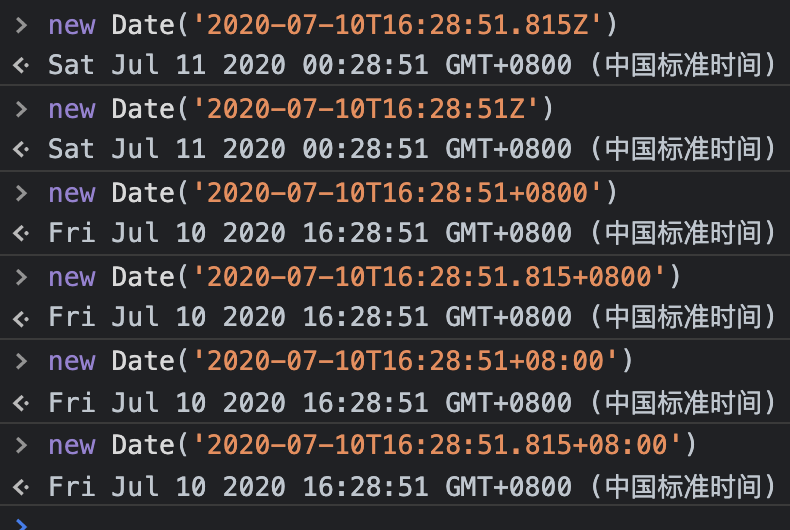 > new Date('2020-07-10T16:28:51.815Z')
Sat Jul 11 2020 00:28:51 GMT+0800 (中国标准时间)
> new Date('2020-07-10T16:28:51Z')
Sat Jul 11 2020 00:28:51 GMT+0800 (中国标准时间)
> new Date('2020-07-10T16:28:51+0800')
Fri Jul 10 2020 16:28:51 GMT+0800 (中国标准时间)
> new Date('2020-07-10T16:28:51.815+0800')
Fri Jul 10 2020 16:28:51 GMT+0800 (中国标准时间)
> new Date('2020-07-10T16:28:51+08:00')
Fri Jul 10 2020 16:28:51 GMT+0800 (中国标准时间)
> new Date('2020-07-10T16:28:51.815+08:00')
Fri Jul 10 2020 16:28:51 GMT+0800 (中国标准时间)
>